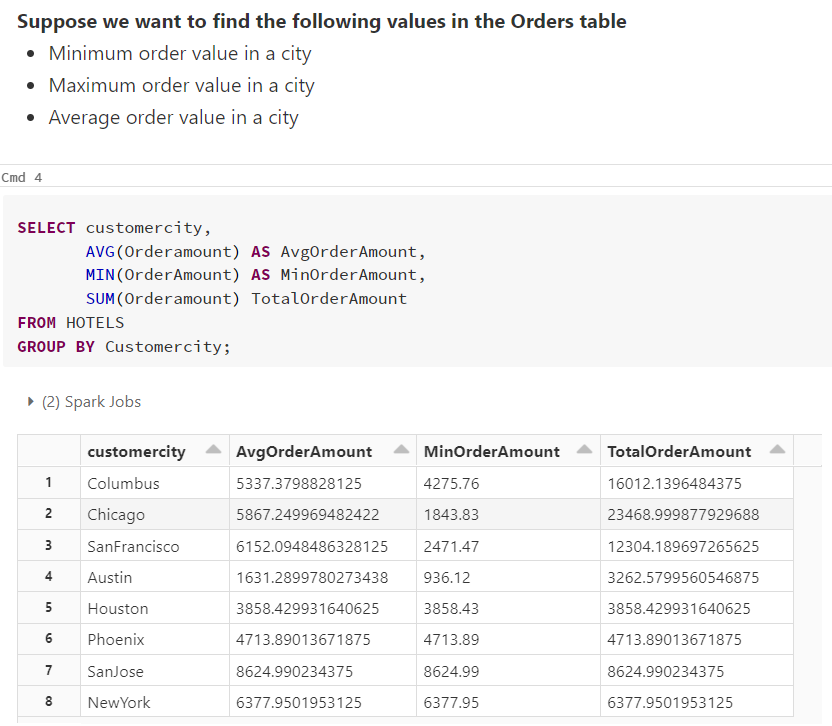 Suppose we want to find the following values in the Orders table
• Minimum order value in a city
• Maximum order value in a city
• Average order value in a city
Cmd 4
SELECT customercity,
AVG(Orderamount) AS AvgOrderAmount,
MIN(OrderAmount) AS MinOrderAmount,
SUM(Orderamount) TotalOrderAmount
FROM HOTELS
GROUP BY Customercity;
(2) Spark Jobs
customercity AvgOrderAmount MinOrderAmount TotalOrderAmount
1 Columbus 5337.3798828125 4275.76 16012.1396484375
2 Chicago 5867.249969482422 1843.83 23468.999877929688
3 SanFrancisco 6152.0948486328125 2471.47 12304.189697265625
4 Austin 1631.2899780273438 936.12 3262.5799560546875
5 Houston 3858.429931640625 3858.43 3858.429931640625
6 Phoenix 4713.89013671875 4713.89 4713.89013671875
7 SanJose 8624.990234375 8624.99 8624.990234375
8 NewYork 6377.9501953125 6377.95 6377.9501953125